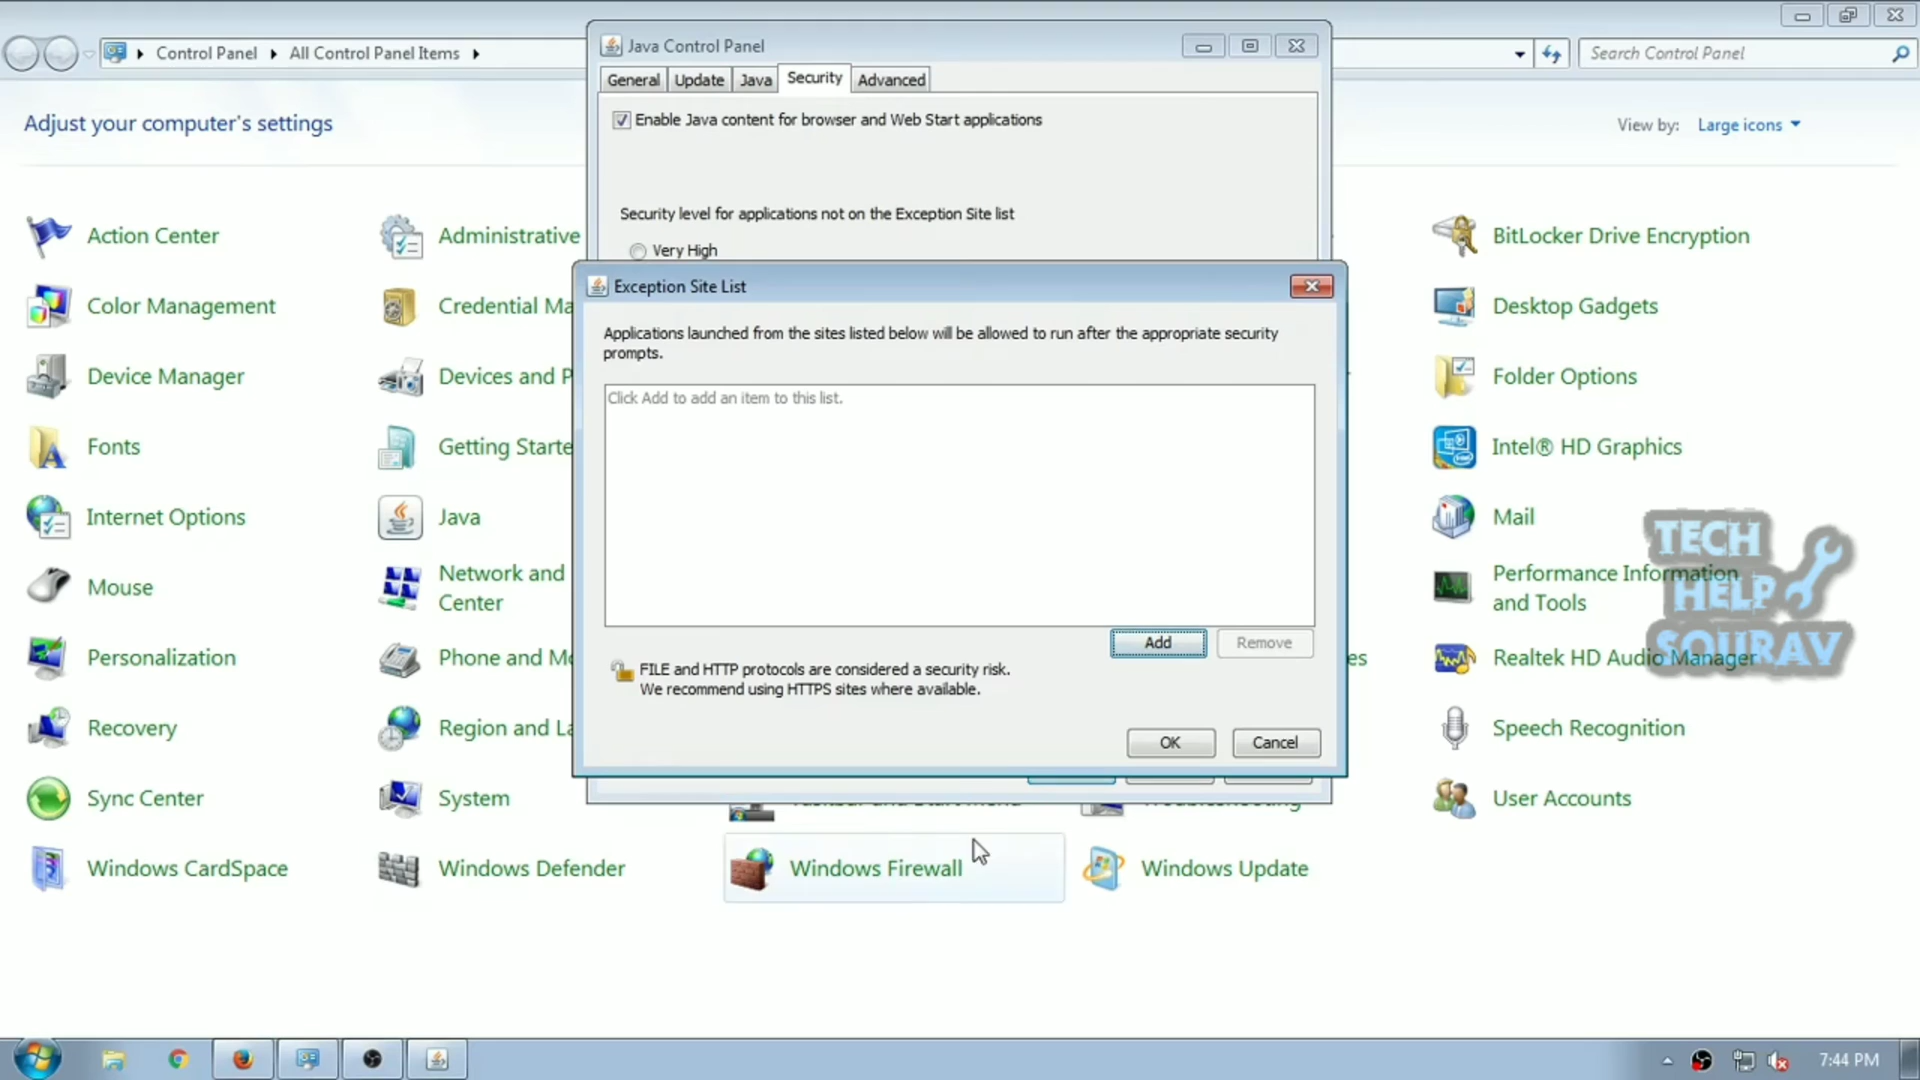 Java Control Panel
Control Panel
All Control Panel Items
Search Control Panel
General
Update
Java
Security
Advanced
Adjust your computer's settings
Enable Java content for browser and Web Start applications
View by:
Large icons
Security level for applications not on the Exception Site list
Very High
Action Center
Administrative
BitLocker Drive Encryption
Exception Site List
Color Management
Credential Ma
Desktop Gadgets
Applications launched from the sites listed below will be allowed to run after the appropriate security
prompts.
Device Manager
Devices and P
Folder Options
Click Add to add an item to this list.
Fonts
Getting Starte
Intel® HD Graphics
Internet Options
Java
Mail
Mouse
Network and
Center
Performance Information
and Tools
TECH
HELP
SOURAV
Add
Remove
Personalization
Phone and Mo
es
Realtek HD Audio Manager
FILE and HTTP protocols are considered a security risk.
We recommend using HTTPS sites where available.
Recovery
Region and La
OK
Cancel
Speech Recognition
Sync Center
System
Taskbar and Start Menu
Troubleshooting
User Accounts
Windows CardSpace
Windows Defender
Windows Firewall
Windows Update
7:44 PM